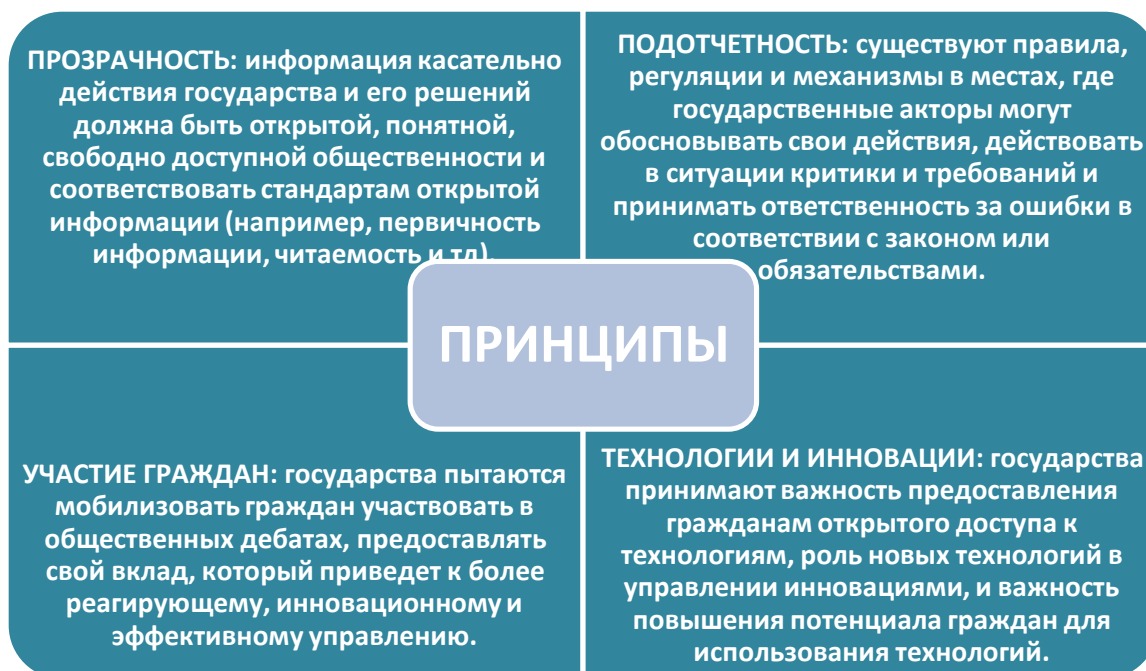 ПРОЗРАЧНОСТЬ: информация касательно
действия государства и его решений
должна быть открытой, понятной,
свободно доступной общественности и
соответствовать стандартам открытой
информации (например, первичность
информации, читаемость и тд).
ПОДОТЧЕТНОСТЬ: существуют правила,
регуляции и механизмы в местах, где
государственные акторы могут
обосновывать свои действия, действовать
в ситуации критики и требований и
принимать ответственность за ошибки в
соответствии с законом или
обязательствами.
ПРИНЦИПЫ
УЧАСТИЕ ГРАЖДАН: государства пытаются
мобилизовать граждан участвовать в
общественных дебатах, предоставлять
свой вклад, который приведет к более
реагирующему, инновационному и
эффективному управлению.
ТЕХНОЛОГИИ И ИННОВАЦИИ: государства
принимают важность предоставления
гражданам открытого доступа к
технологиям, роль новых технологий в
управлении инновациями, и важность
повышения потенциала граждан для
использования технологий.